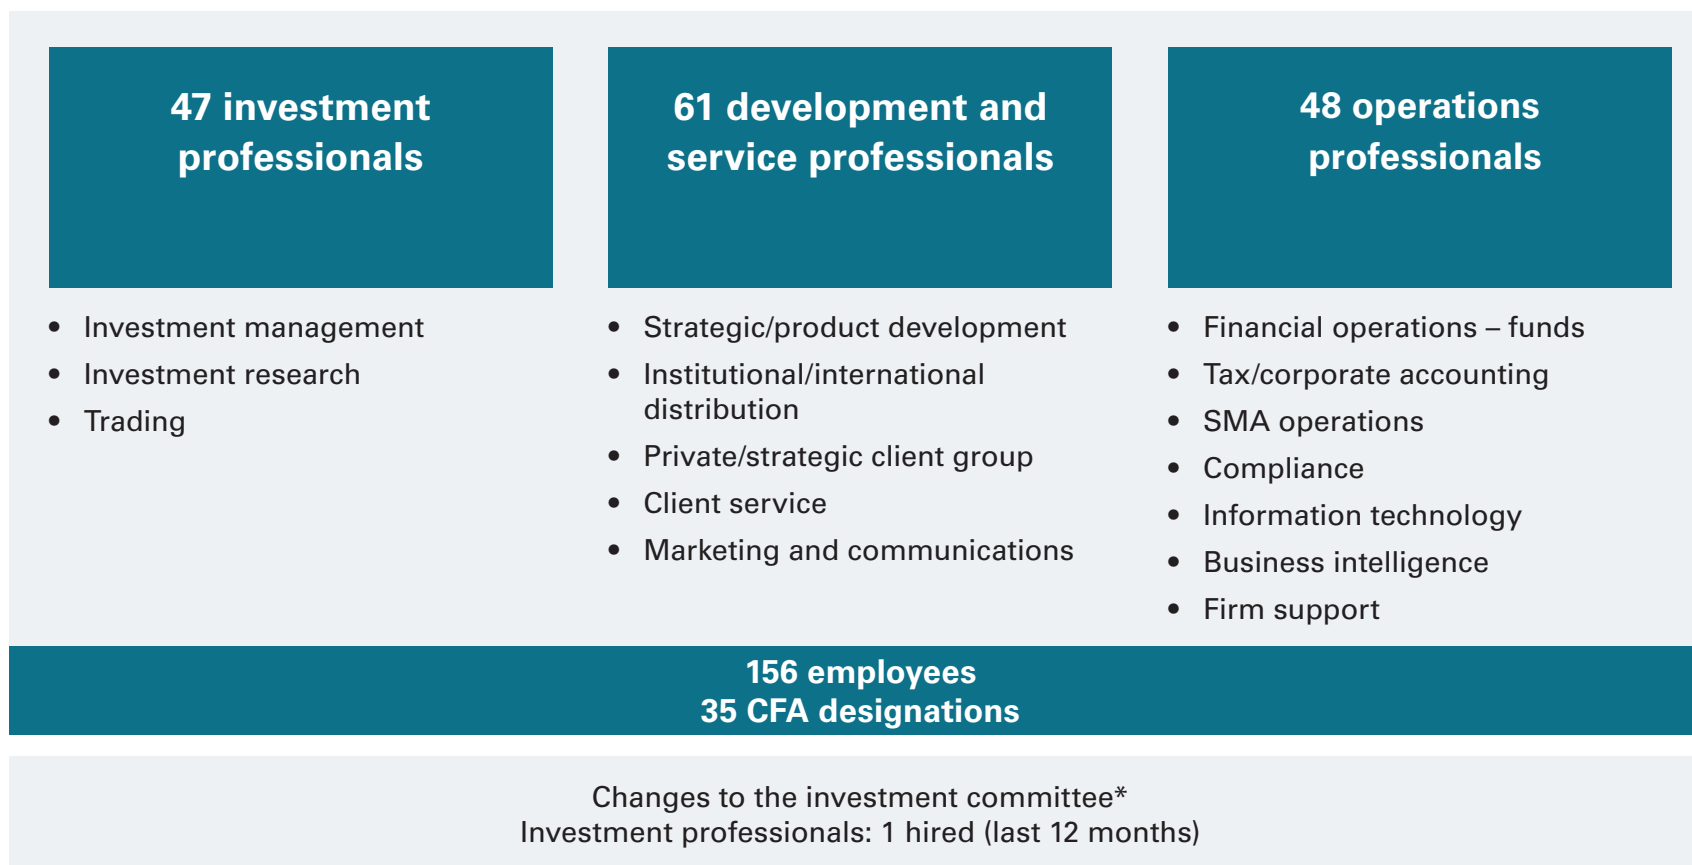 47 investment
professionals
• Investment management
• Investment research
• Trading
61 development and
service professionals
• Strategic/product development
• Institutional/international
distribution
• Private/strategic client group
• Client service
• Marketing and communications
48 operations
professionals
• Financial operations – funds
• Tax/corporate accounting
• SMA operations
• Compliance
• Information technology
• Business intelligence
• Firm support
156 employees
35 CFA designations
Changes to the investment committee*
Investment professionals: 1 hired (last 12 months)